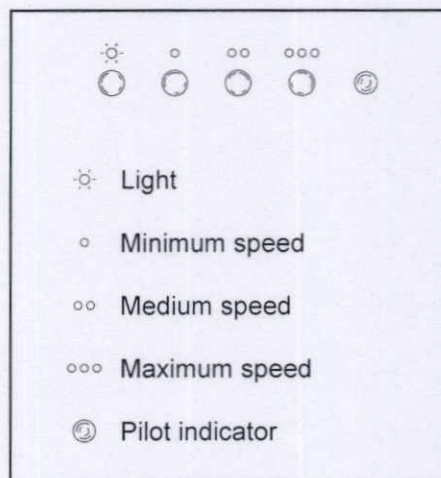 Light
Minimum speed
Medium speed
Maximum speed
Pilot indicator